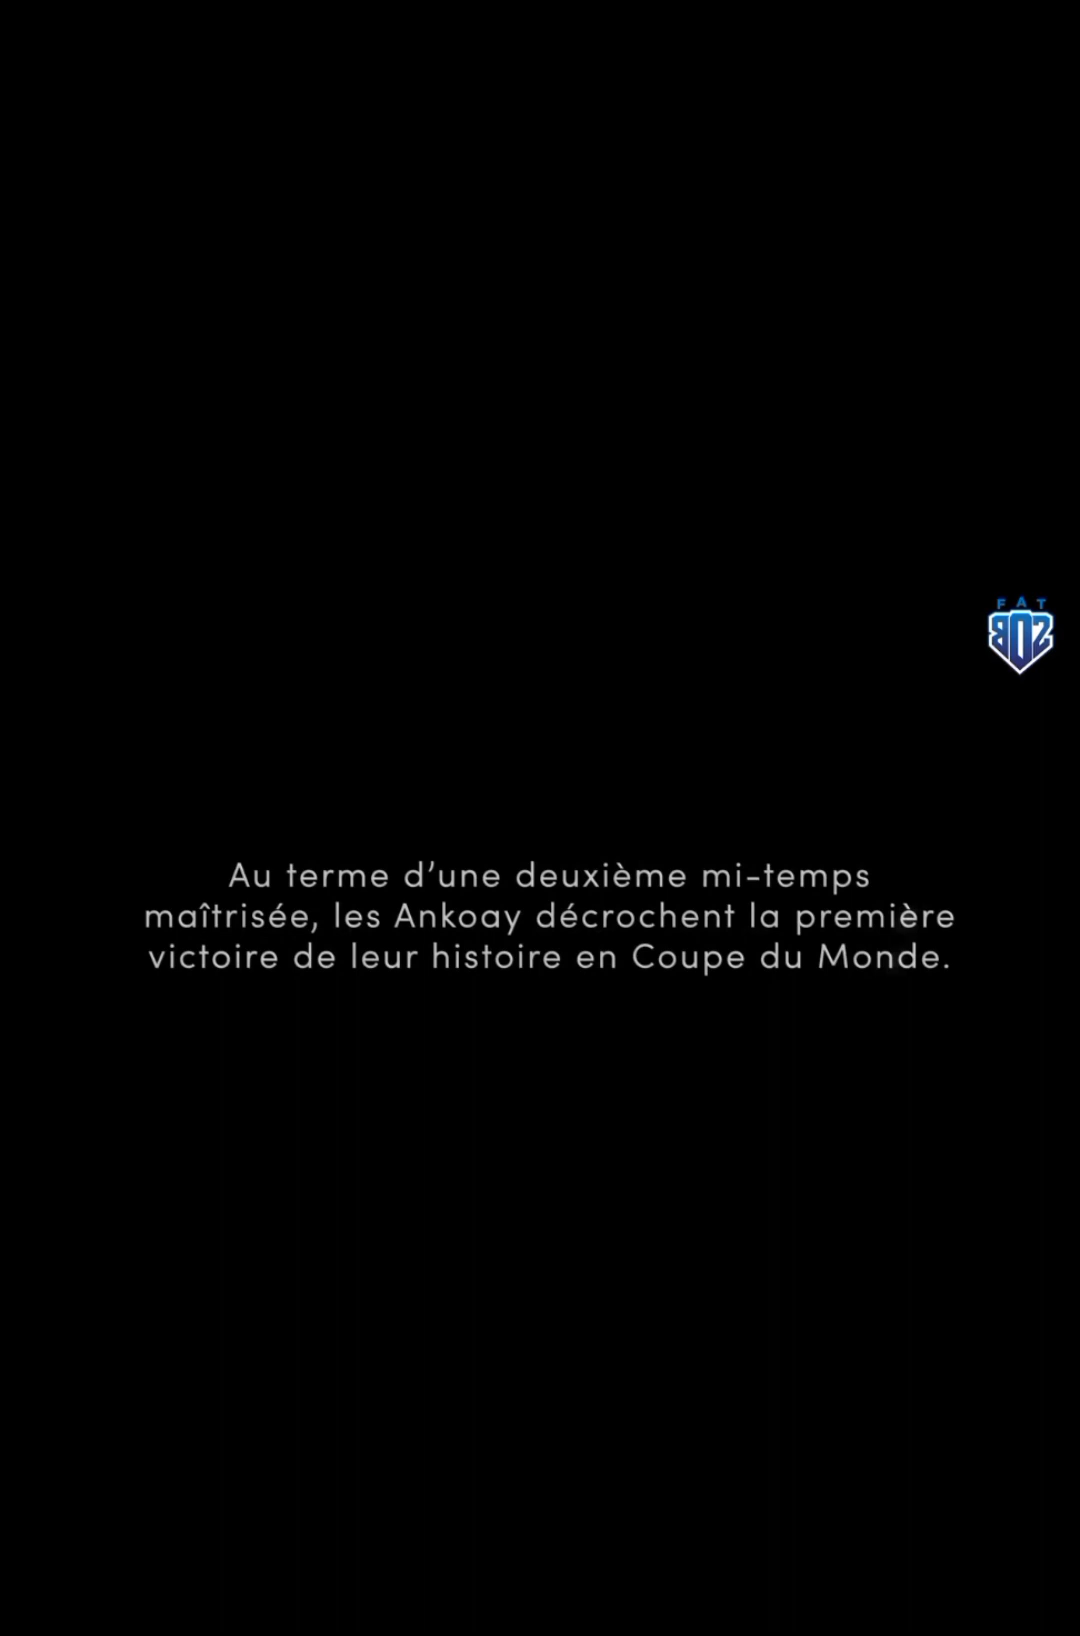 FAT
BOZ
Au terme d’une deuxième mi-temps
maîtrisée, les Ankoay décrochent la première
victoire de leur histoire en Coupe du Monde.